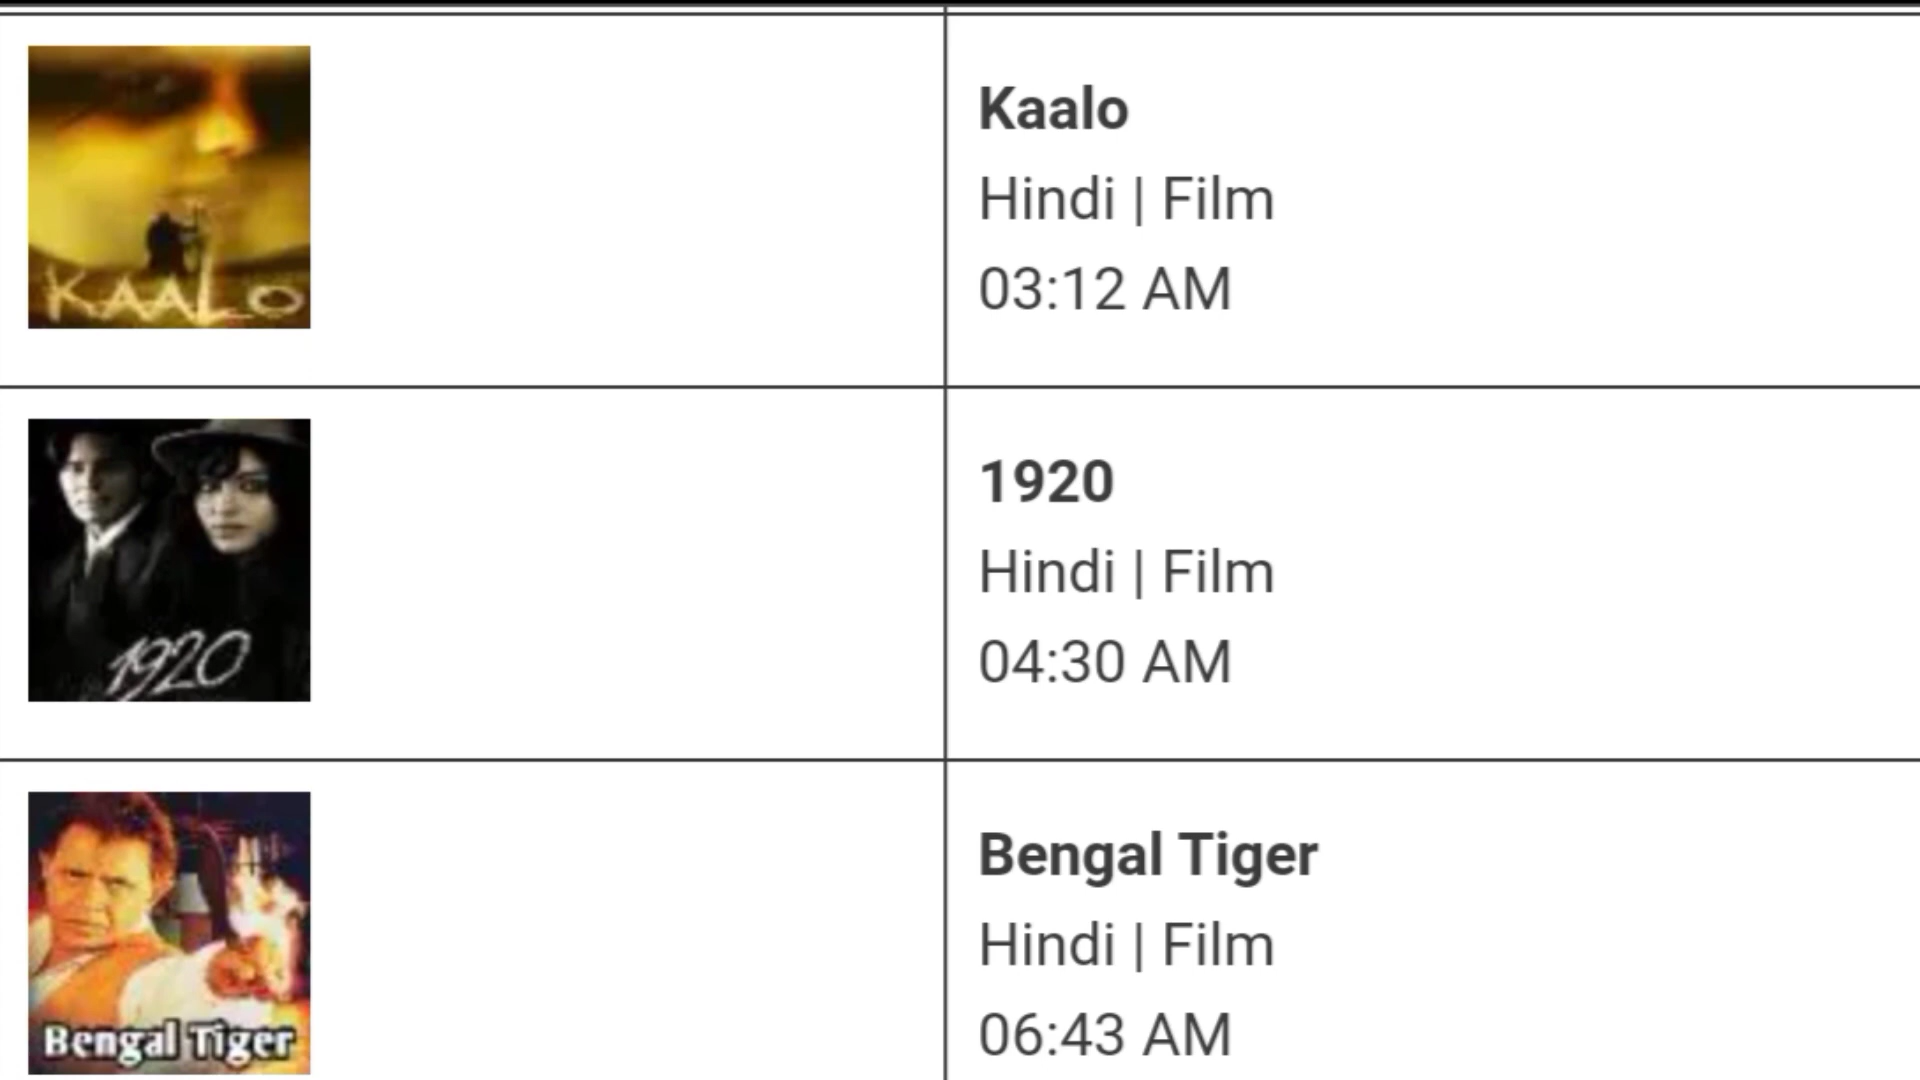 KAALO
Kaalo
Hindi | Film
03:12 AM
1920
1920
Hindi | Film
04:30 AM
Bengal Tiger
Bengal Tiger
Hindi | Film
06:43 AM